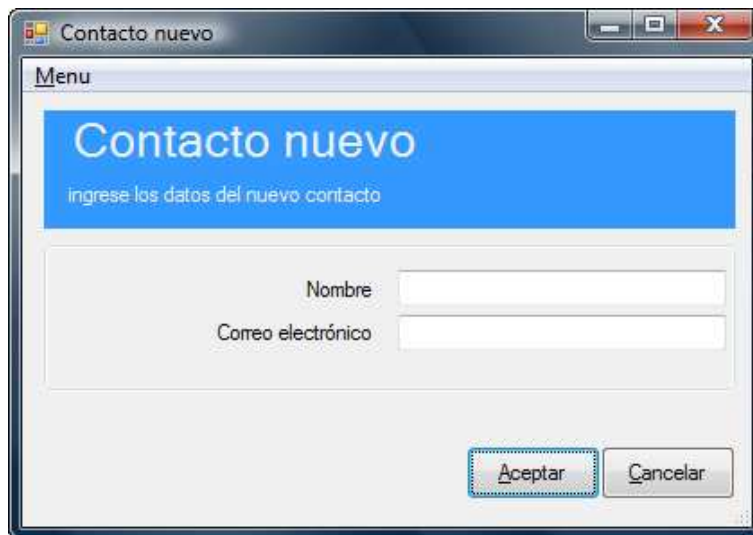 Contacto nuevo
Menu
Contacto nuevo
ingrese los datos del nuevo contacto
Nombre
Correo electrónico
Aceptar Cancelar